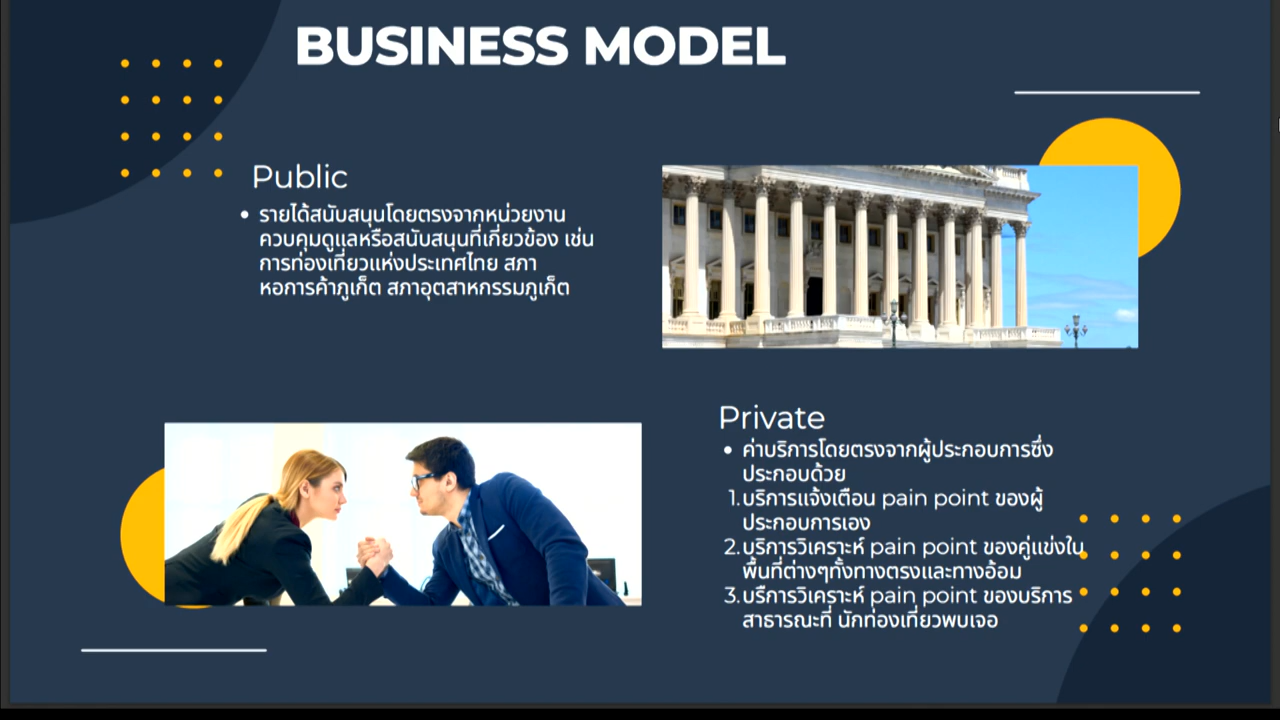 BUSINESS MODEL
Public
• รายได้สนับสนุนโดยตรงจากหน่วยงาน
ควบคุมดูแลหรือสนับสนุนที่เกี่ยวข้อง เช่น
การท่องเที่ยวแห่งประเทศไทย สภา
หอการค้าภูเก็ต สภาอุตสาหกรรมภูเก็ต
Private
• ค่าบริการโดยตรงจากผู้ประกอบการซึ่ง
ประกอบด้วย
1. บริการแจ้งเตือน pain point ของผู้
ประกอบการเอง
2. บริการวิเคราะห์ pain point ของคู่แข่งใน
พื้นที่ต่างๆทั้งทางตรงและทางอ้อม
3. บรืการวิเคราะห์ pain point ของบริการ
สาธารณะที่ นักท่องเที่ยวพบเจอ